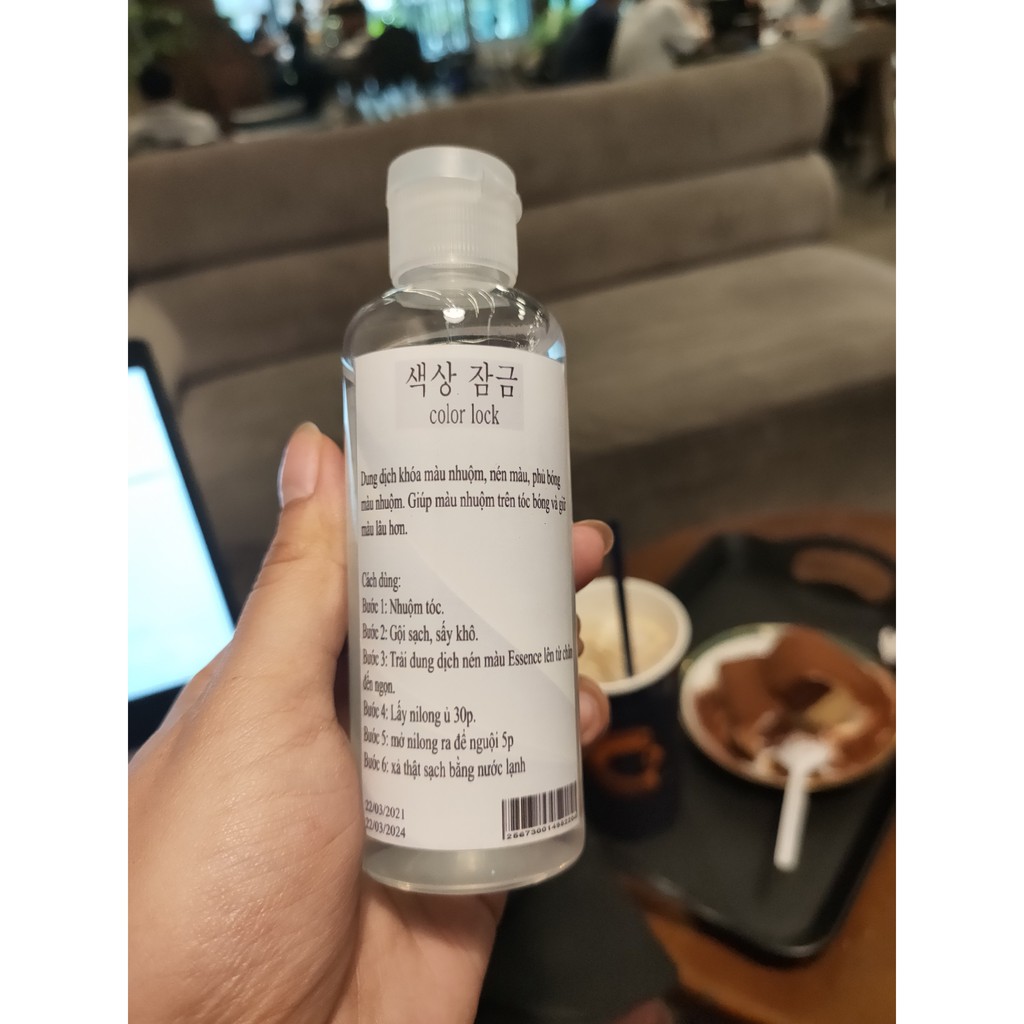 색상 잠금
color lock
Dung dịch khóa màu nhuộm, nén màu, phủ bóng
màu nhuộm. Giúp màu nhuộm trên tóc bóng và giữ
màu lâu hơn.
Cách dùng:
Bước 1: Nhuộm tóc.
Bước 2: Gội sạch, sấy khô.
Bước 3: Trải dung dịch nén màu Essence lên từ chân
đến ngọn.
Bước 4: Lấy nilong ủ 30p.
Bước 5: mở nilong ra để nguội 5p
Bước 6: xả thật sạch bằng nước lạnh
22/03/2021
22/03/2024